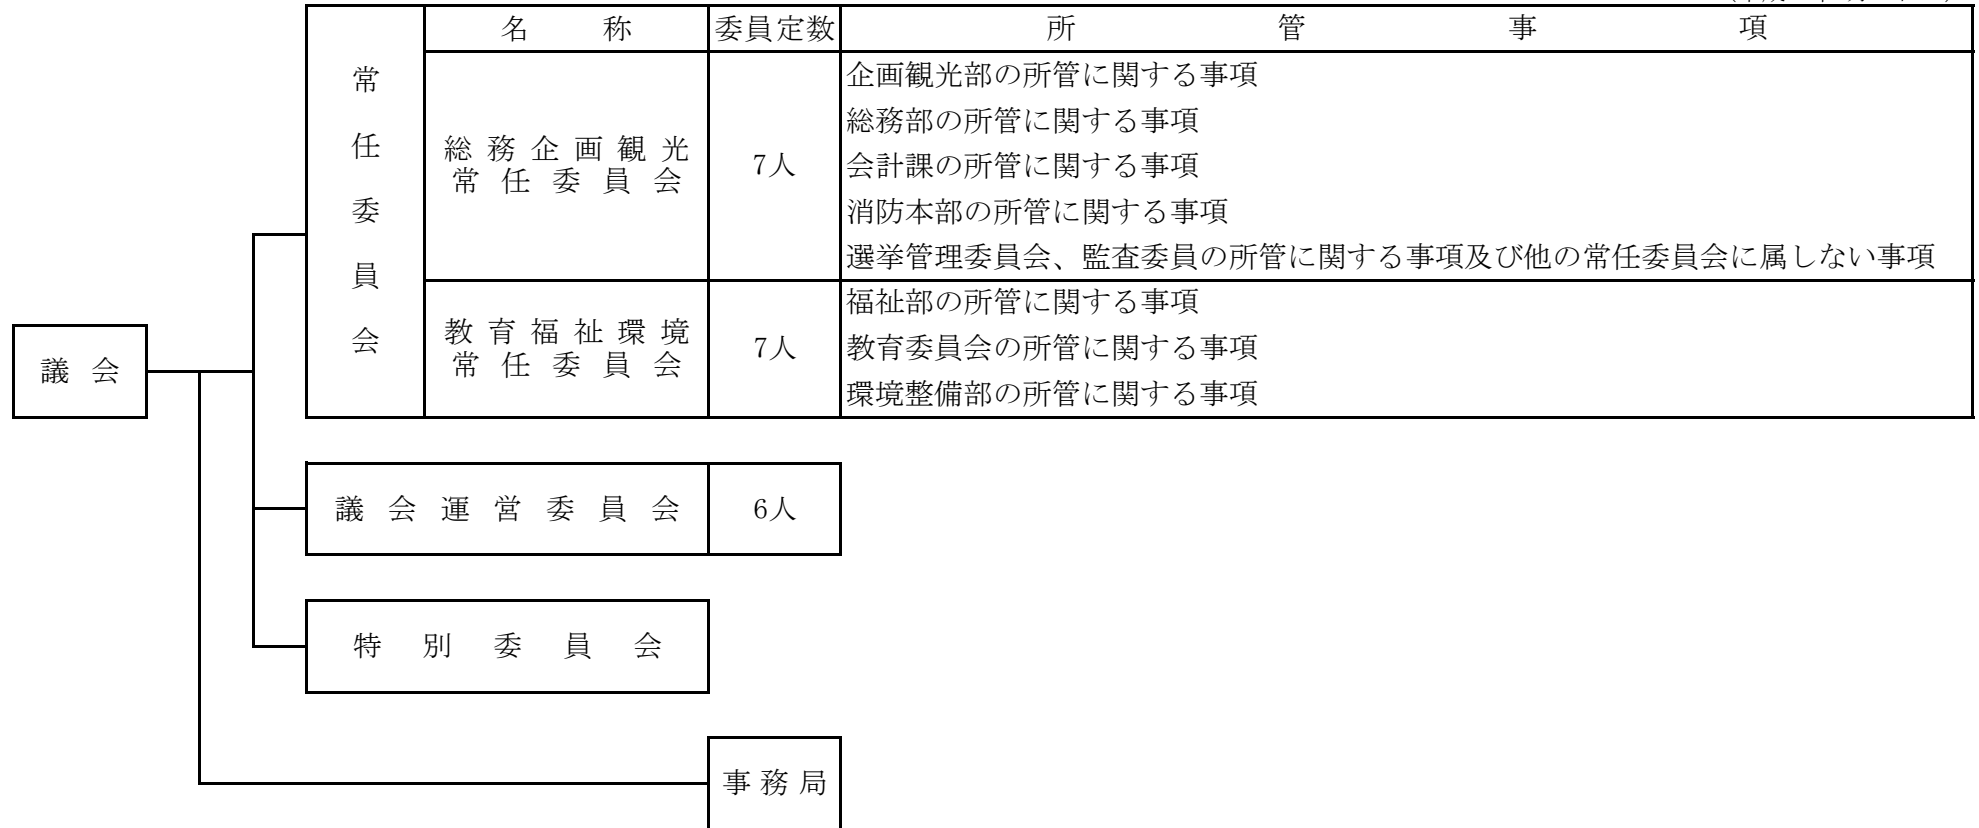 名称 委員定数 所管事項
常任委員会
総務企画観光
常任委員会
7人
企画観光部の所管に関する事項
総務部の所管に関する事項
会計課の所管に関する事項
消防本部の所管に関する事項
選挙管理委員会、監査委員の所管に関する事項及び他の常任委員会に属しない事項
教育福祉環境
常任委員会
7人
福祉部の所管に関する事項
教育委員会の所管に関する事項
環境整備部の所管に関する事項
議会
議会運営委員会 6人
特別委員会
事務局